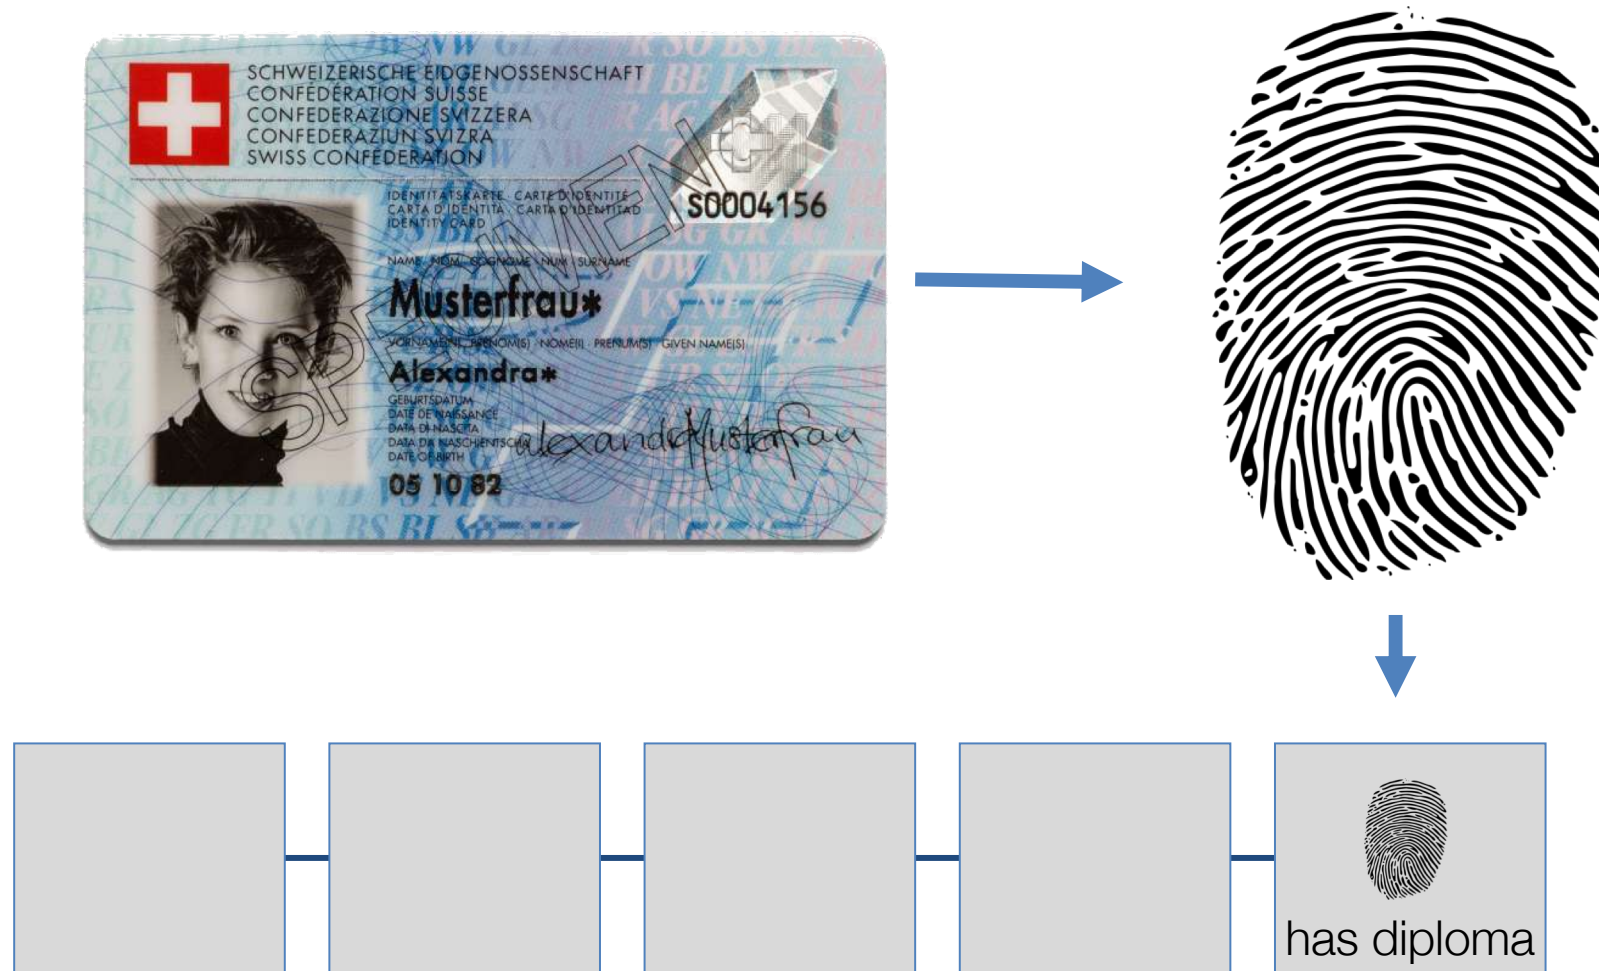 SCHWEIZERISCHE EIDGENOSSENSCHAFT
CONFÉDÉRATION SUISSE
CONFEDERAZIONE SVIZZERA
CONFEDERAZIUN SVIZRA
SWISS CONFEDERATION
IDENTITÄTSKARTE · CARTE D'IDENTITÉ
CARTA D'IDENTITÀ · CARTA D'IDENTITAD
IDENTITY CARD
S0004156
SPECIMEN
NAME · NOM · COGNOME · NUM · SURNAME
Musterfrau*
VORNAME(N) · PRÉNOM(S) · NOME(I) · PRENUM(S) · GIVEN NAME(S)
Alexandra*
GEBURTSDATUM
DATE DE NAISSANCE
DATA DI NASCITA
DATA DA NASCHIENTSCHA
DATE OF BIRTH
alexandra Musterfrau
05 10 82
has diploma